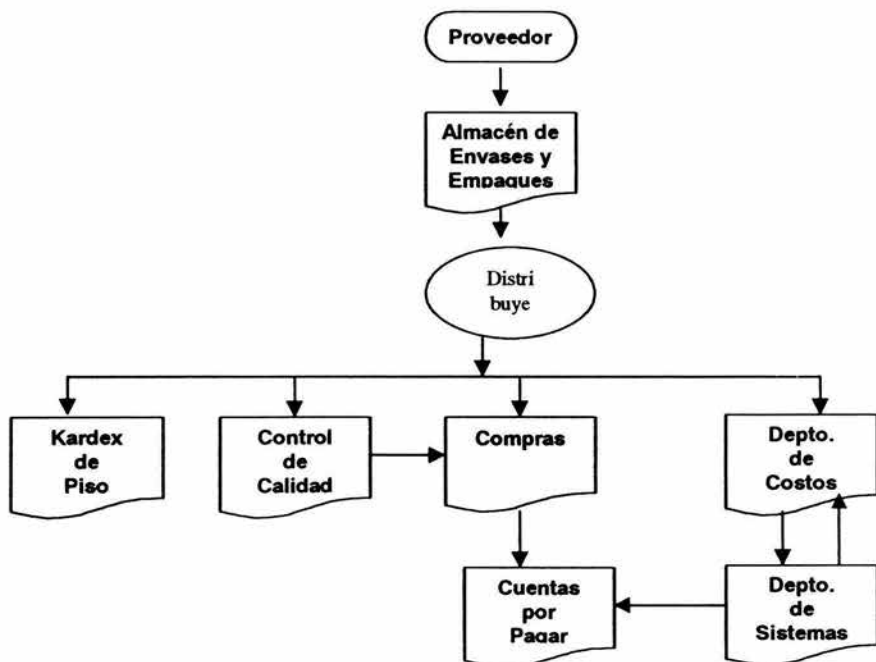 Proveedor
Almacén de
Envases y
Empaques
Distri
buye
Kardex
de
Piso
Control
de
Calidad
Compras
Depto.
de
Costos
Cuentas
por
Pagar
Depto.
de
Sistemas